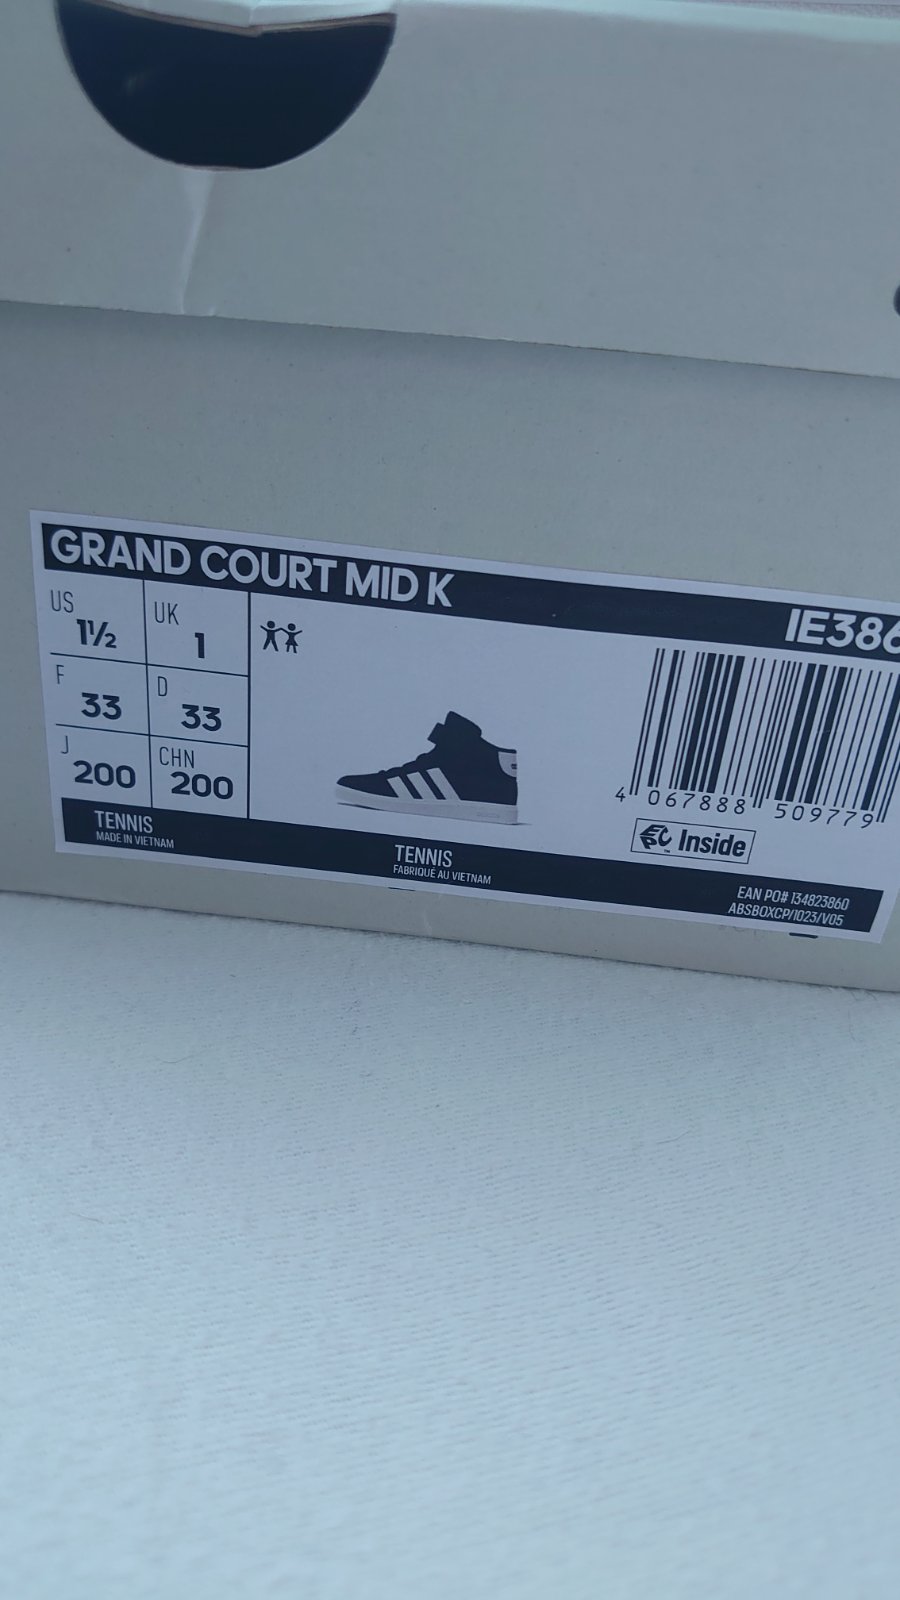 GRAND COURT MID K
IE386
US 1½
UK 1
F 33
D 33
J 200
CHN 200
4 067888 509779
Inside
TENNIS
MADE IN VIETNAM
TENNIS
FABRIQUÉ AU VIETNAM
EAN PO# 134823860
ABSBOXCP/1023/V05